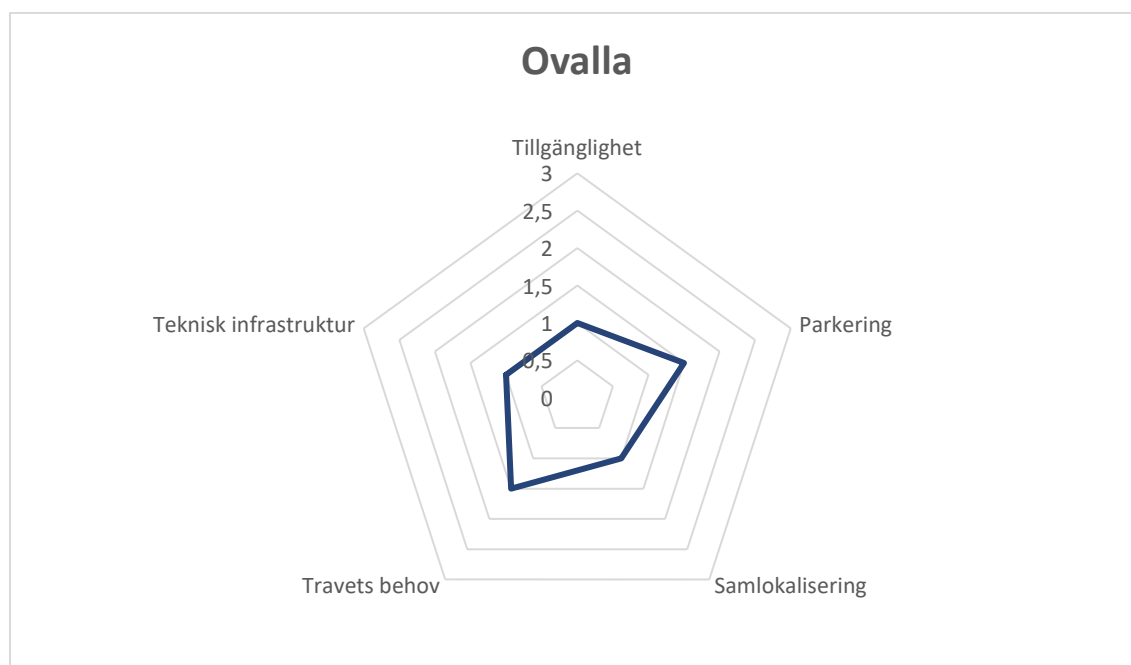 Ovalla
Tillgänglighet
3
2,5
2
1,5
1
0,5
0
Parkering
Samlokalisering
Travets behov
Teknisk infrastruktur